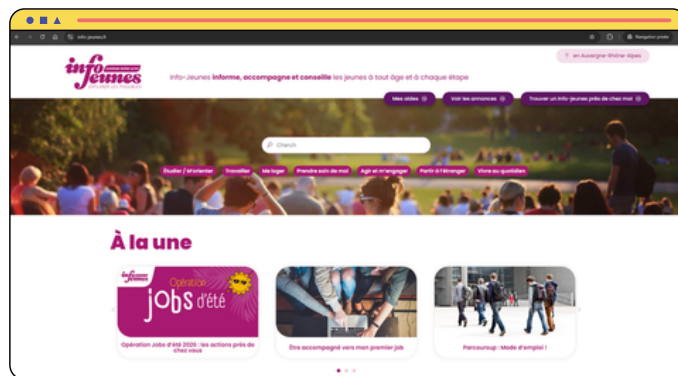 info-jeunes.fr
Navigation privée
info
jeunes
EXPLORER LES POSSIBLES
en Auvergne-Rhône-Alpes
Info-Jeunes informe, accompagne et conseille les jeunes à tout âge et à chaque étape
Mes aides
Voir les annonces
Trouver un info-jeunes près de chez moi
Cherch
Étudier / M'orienter
Travailler
Me loger
Prendre soin de moi
Agir et m'engager
Partir à l'étranger
Vivre au quotidien
À la une
info
jeunes
Opération
jobs d'été
Opération Jobs d'été 2025 : les actions près de
chez vous
Être accompagné vers mon premier job
Parcoursup : Mode d'emploi !